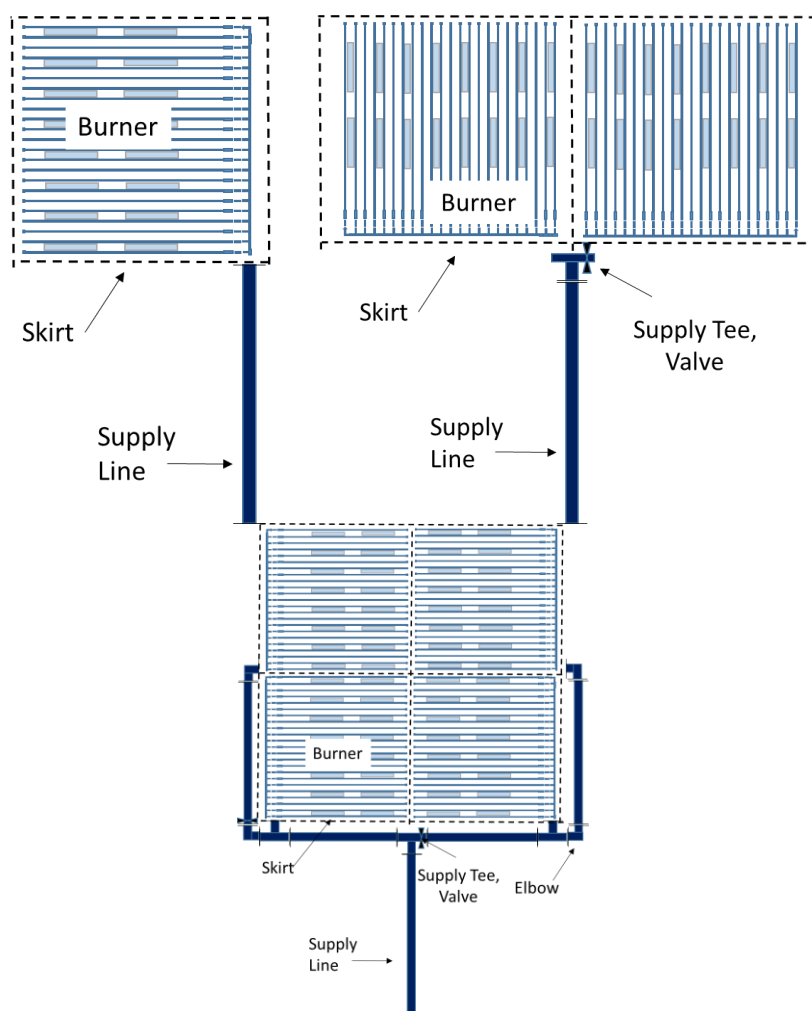 Burner
Burner
Skirt
Skirt
Supply Tee,
Valve
Supply
Line
Supply
Line
Burner
Skirt
Supply Tee,
Valve
Elbow
Supply
Line